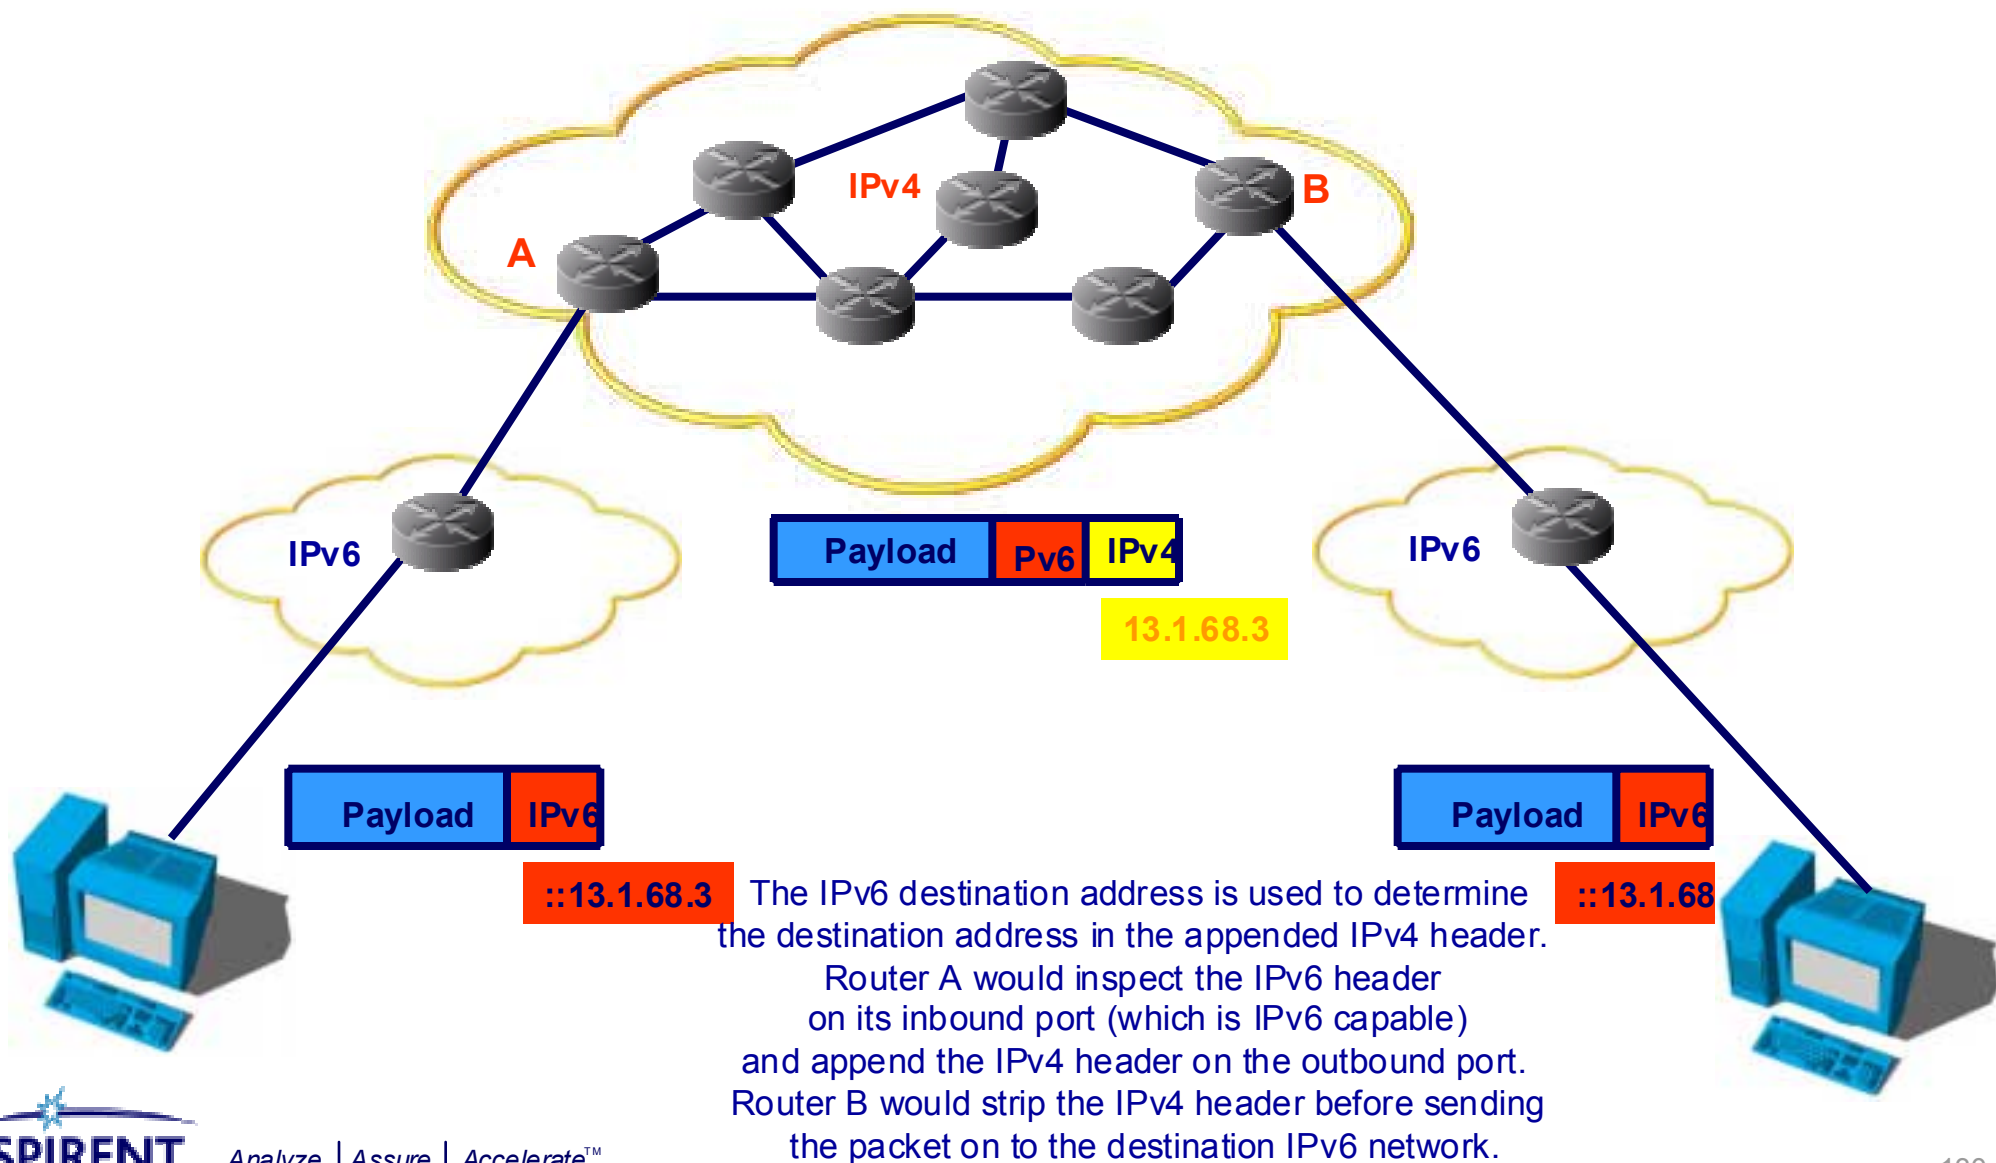 IPv4
B
A
IPv6
IPv6
Payload Pv6 IPv4
13.1.68.3
Payload IPv6
Payload IPv6
::13.1.68.3
::13.1.68
The IPv6 destination address is used to determine
the destination address in the appended IPv4 header.
Router A would inspect the IPv6 header
on its inbound port (which is IPv6 capable)
and append the IPv4 header on the outbound port.
Router B would strip the IPv4 header before sending
the packet on to the destination IPv6 network.
SPIRENT
Analyze | Assure | Accelerate™